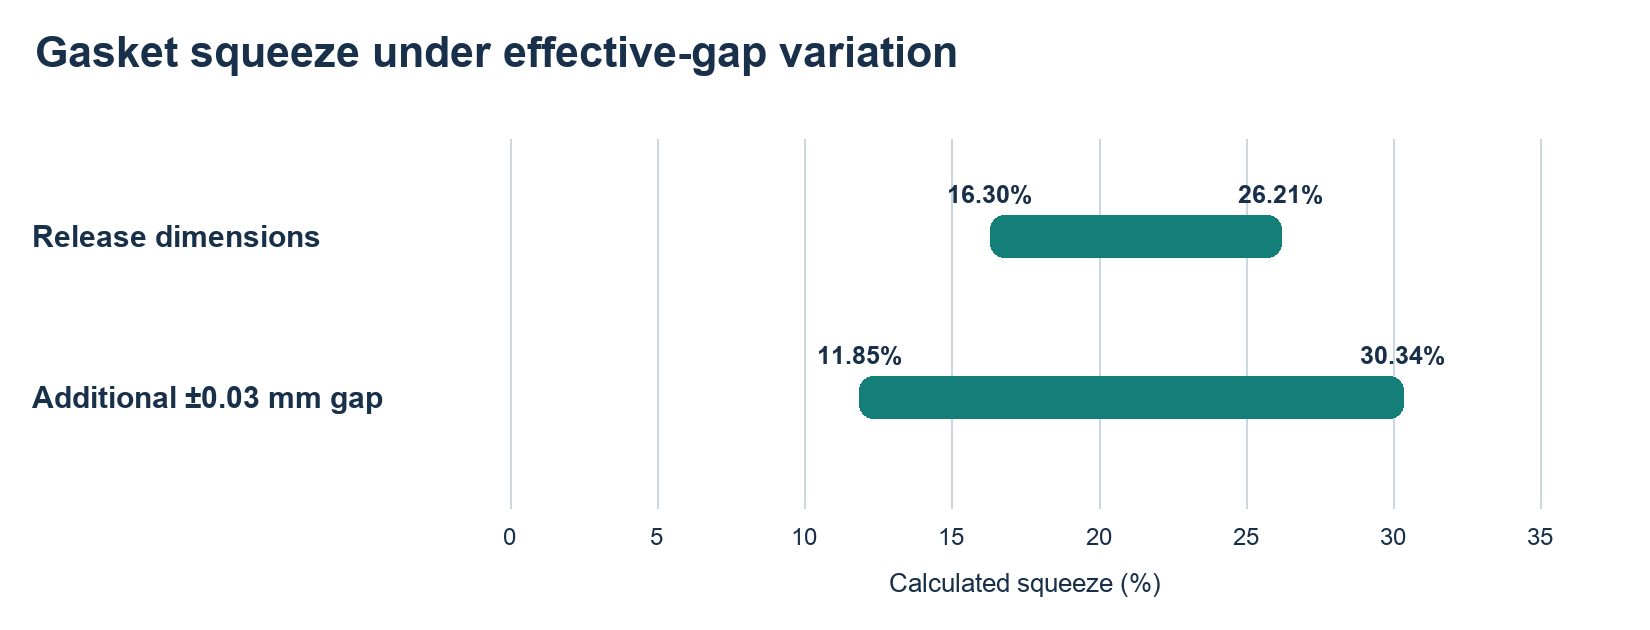 Gasket squeeze under effective-gap variation
16.30% 26.21%
Release dimensions
11.85% 30.34%
Additional ±0.03 mm gap
0 5 10 15 20 25 30 35
Calculated squeeze (%)